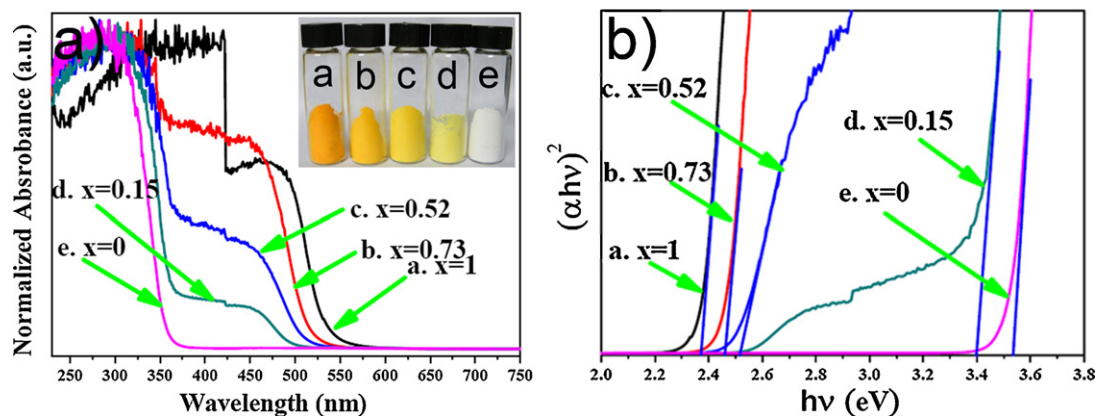 a)
a b c d e
d. x=0.15
e. x=0
c. x=0.52
b. x=0.73
a. x=1
Normalized Absorbance (a.u.)
230 300 350 400 450 500 550 600 650 700 750
Wavelength (nm)
b)
c. x=0.52
b. x=0.73
a. x=1
d. x=0.15
e. x=0
(αhν)²
2.0 2.2 2.4 2.6 2.8 3.0 3.2 3.4 3.6 3.8
hν (eV)